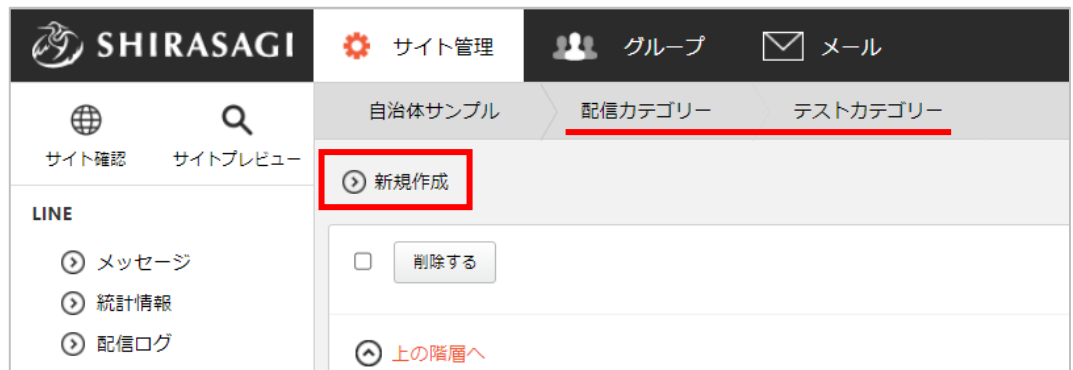 SHIRASAGI サイト管理 グループ メール
自治体サンプル 配信カテゴリー テストカテゴリー
サイト確認 サイトプレビュー
新規作成
LINE
メッセージ
統計情報
配信ログ
削除する
上の階層へ